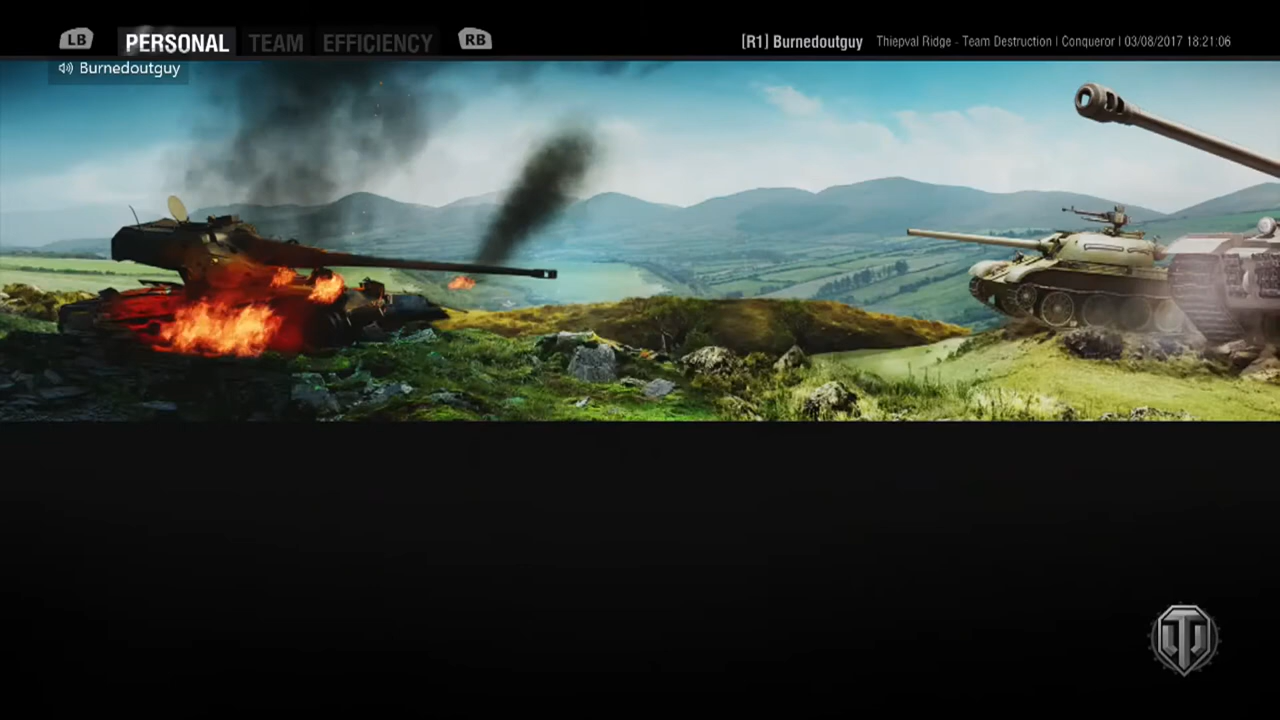 LB PERSONAL TEAM EFFICIENCY RB [R1] Burnedoutguy Thiepval Ridge - Team Destruction | Conqueror | 03/08/2017 18:21:06
Burnedoutguy